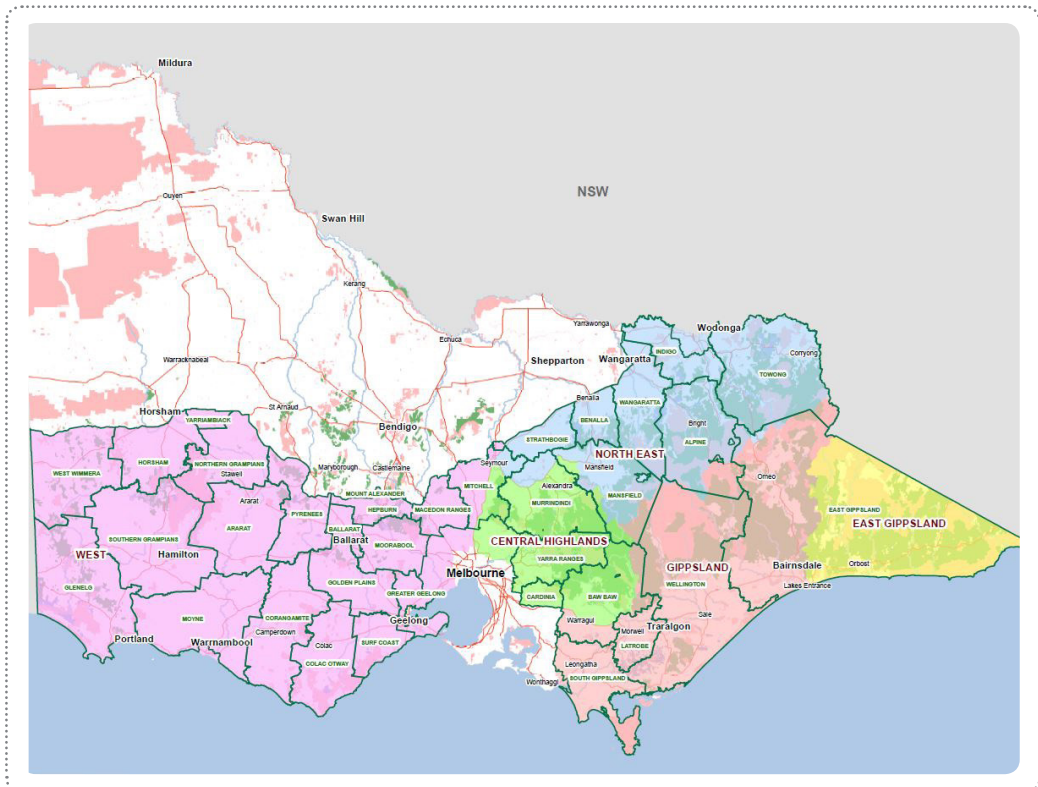 Mildura
NSW
Ouyen
Swan Hill
Kerang
Yarrawonga
Wodonga
Echuca
INDIGO
Corryong
Warracknabeal
Shepparton
Wangaratta
TOWONG
Benalla
WANGARATTA
Horsham
St Arnaud
YARRIAMBIACK
BENALLA
Bright
Bendigo
STRATHBOGIE
ALPINE
NORTH EAST
HORSHAM
NORTHERN GRAMPIANS
Maryborough
Castlemaine
Seymour
Mansfield
WEST WIMMERA
Stawell
Omeo
MITCHELL
Alexandra
MOUNT ALEXANDER
MANSFIELD
Ararat
MURRINDINDI
HEPBURN
MACEDON RANGES
EAST GIPPSLAND
PYRENEES
EAST GIPPSLAND
ARARAT
BALLARAT
SOUTHERN GRAMPIANS
Ballarat
CENTRAL HIGHLANDS
MOORABOOL
WEST
Hamilton
YARRA RANGES
Orbost
Bairnsdale
GIPPSLAND
Melbourne
GOLDEN PLAINS
WELLINGTON
Lakes Entrance
GLENELG
GREATER GEELONG
CARDINIA
BAW BAW
Sale
MOYNE
CORANGAMITE
Geelong
Warragul
Traralgon
Camperdown
Morwell
Portland
Warrnambool
Colac
SURF COAST
LATROBE
COLAC OTWAY
Leongatha
SOUTH GIPPSLAND
Wonthaggi